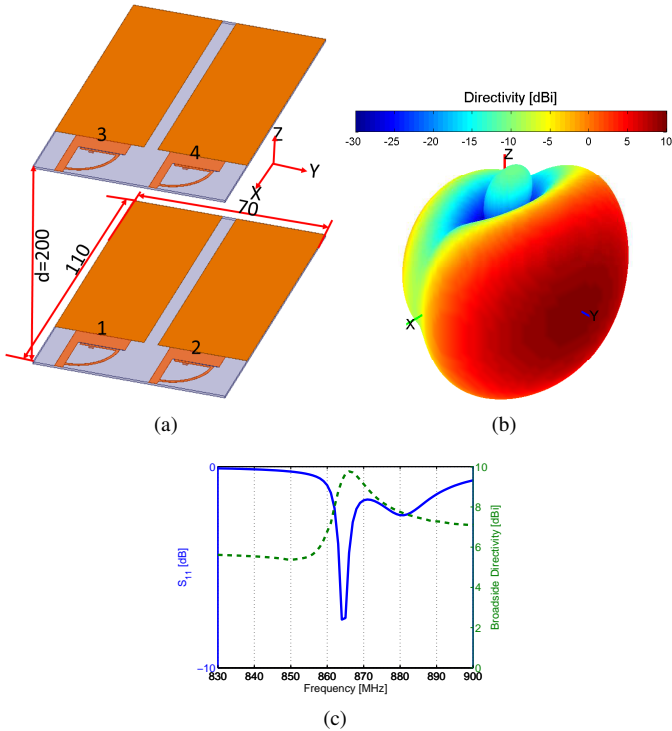 3
4
Z
Y
X
70
d=200
110
1
2
(a)
Directivity [dBi]
-30 -25 -20 -15 -10 -5 0 5 10
Z
X
Y
(b)
0
−10
S11 [dB]
10
8
6
4
2
0
Broadside Directivity [dBi]
830 840 850 860 870 880 890 900
Frequency [MHz]
(c)